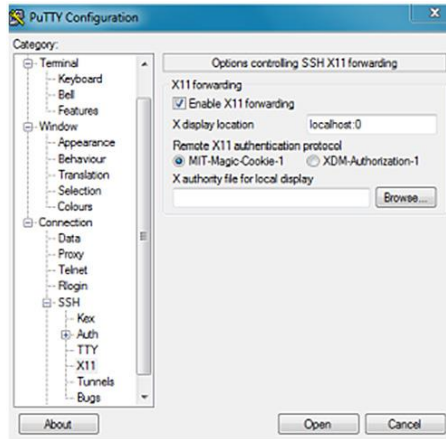 PuTTY Configuration
Category:
Terminal
Keyboard
Bell
Features
Window
Appearance
Behaviour
Translation
Selection
Colours
Connection
Data
Proxy
Telnet
Rlogin
SSH
Kex
Auth
TTY
X11
Tunnels
Bugs
Options controlling SSH X11 forwarding
X11 forwarding
Enable X11 forwarding
X display location localhost:0
Remote X11 authentication protocol
MIT-Magic-Cookie-1 XDM-Authorization-1
X authority file for local display
Browse...
About Open Cancel